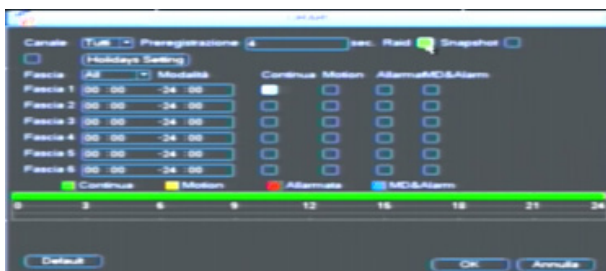 Canale Tutti Preregistrazione 4 sec. Raid Snapshot
Holidays Setting
Fascia All Modalità Continua Motion Allarmata MD&Alarm
Fascia 1 00 :00 -24 :00
Fascia 2 00 :00 -24 :00
Fascia 3 00 :00 -24 :00
Fascia 4 00 :00 -24 :00
Fascia 5 00 :00 -24 :00
Fascia 6 00 :00 -24 :00
Continua Motion Allarmata MD&Alarm
0 3 6 9 12 15 18 21 24
Default OK Annulla